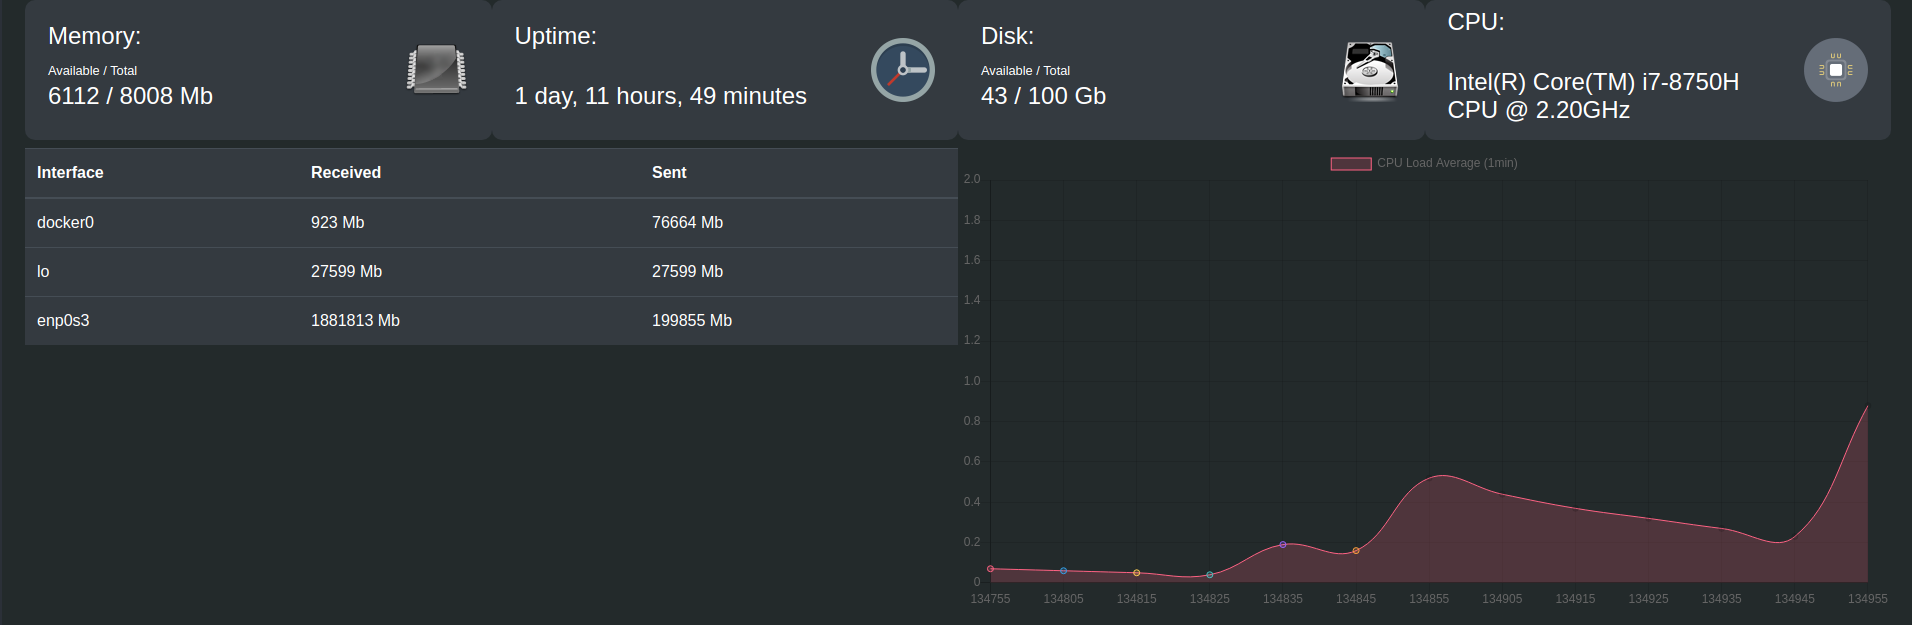 Memory:
Available / Total
6112 / 8008 Mb
Uptime:
1 day, 11 hours, 49 minutes
Disk:
Available / Total
43 / 100 Gb
CPU:
Intel(R) Core(TM) i7-8750H
CPU @ 2.20GHz
Interface Received Sent
docker0 923 Mb 76664 Mb
lo 27599 Mb 27599 Mb
enp0s3 1881813 Mb 199855 Mb
CPU Load Average (1min)
2.0
1.8
1.6
1.4
1.2
1.0
0.8
0.6
0.4
0.2
0
134755 134805 134815 134825 134835 134845 134855 134905 134915 134925 134935 134945 134955